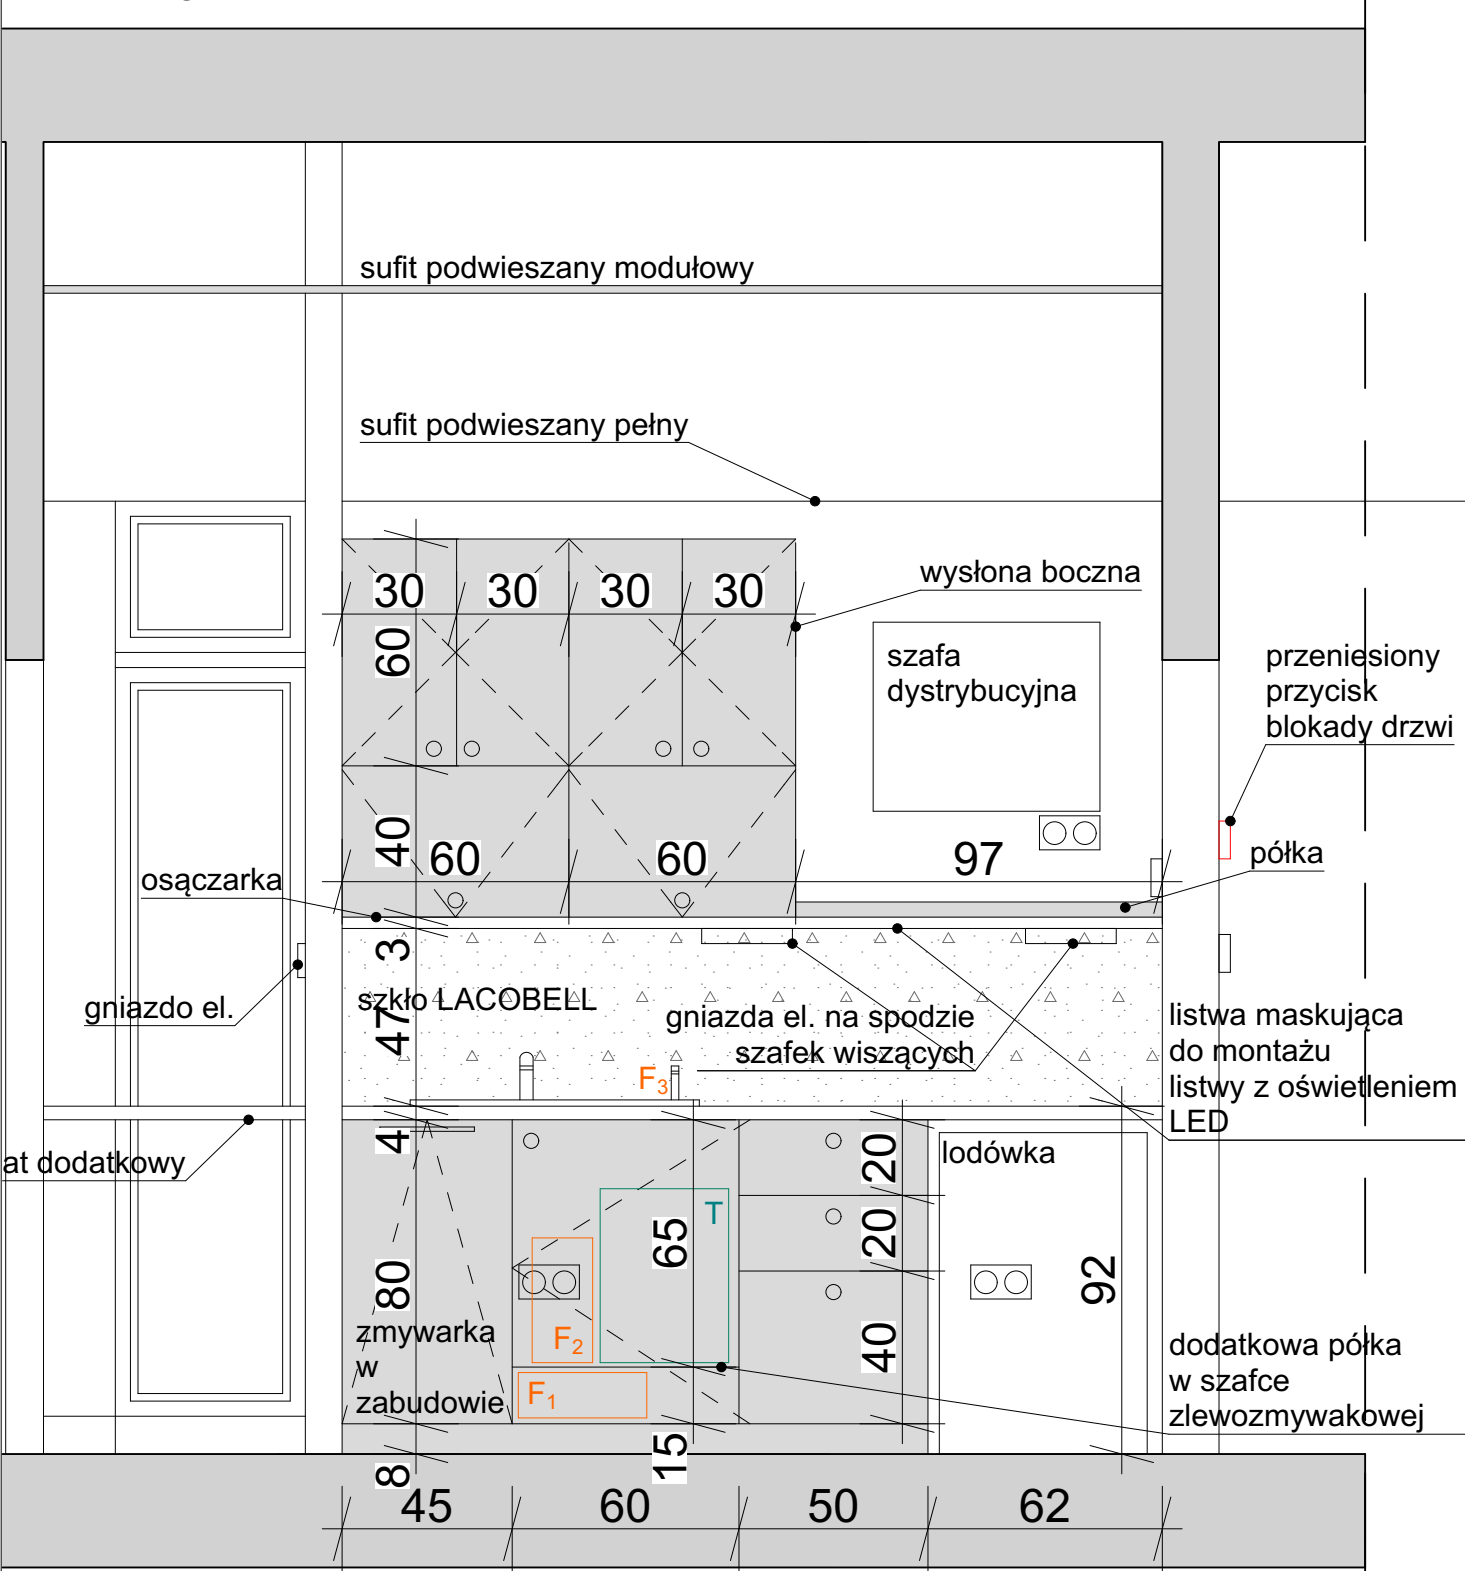 sufit podwieszany modułowy
sufit podwieszany pełny
wysłona boczna
30
30
30
30
60
szafa
dystrybucyjna
przeniesiony
przycisk
blokady drzwi
40
60
60
97
półka
osączarka
3
szkło LACOBELL
gniazdo el.
47
gniazda el. na spodzie
szafek wiszących
listwa maskująca
do montażu
listwy z oświetleniem
LED
F₃
4
at dodatkowy
20
lodówka
T
65
20
80
92
zmywarka
w
zabudowie
F₂
40
F₁
dodatkowa półka
w szafce
zlewozmywakowej
8
15
45
60
50
62